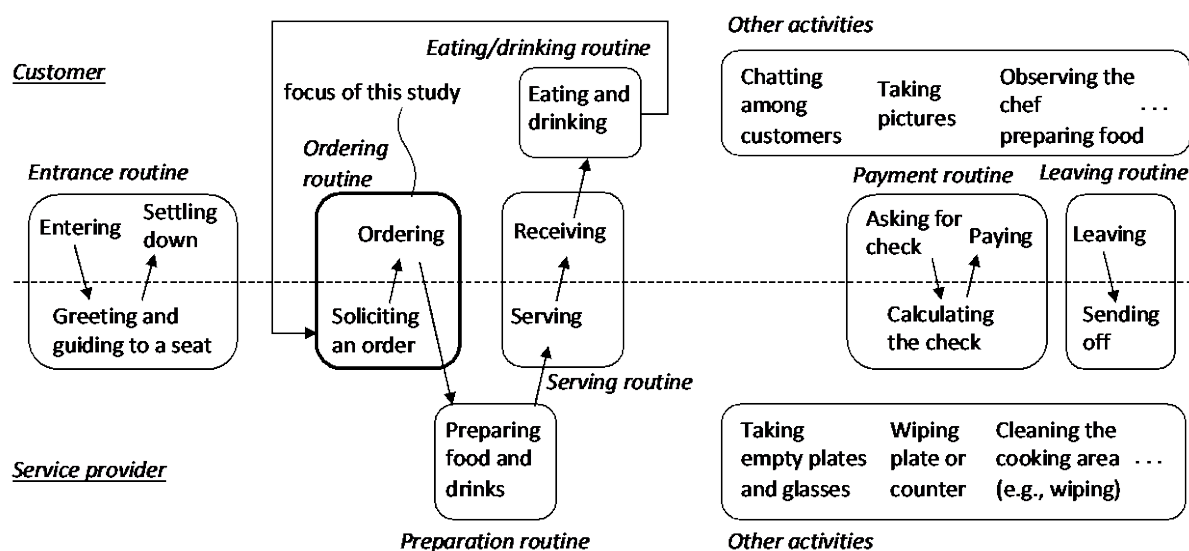 Other activities
Eating/drinking routine
Customer
Chatting
among
customers
Taking
pictures
Observing the
chef
preparing food
...
focus of this study
Eating and
drinking
Ordering
routine
Entrance routine
Payment routine
Leaving routine
Entering
Settling
down
Greeting and
guiding to a seat
Ordering
Soliciting
an order
Receiving
Serving
Asking for
check
Paying
Calculating
the check
Leaving
Sending
off
Serving routine
Preparing
food and
drinks
Service provider
Taking
empty plates
and glasses
Wiping
plate or
counter
Cleaning the
cooking area
(e.g., wiping)
...
Preparation routine
Other activities